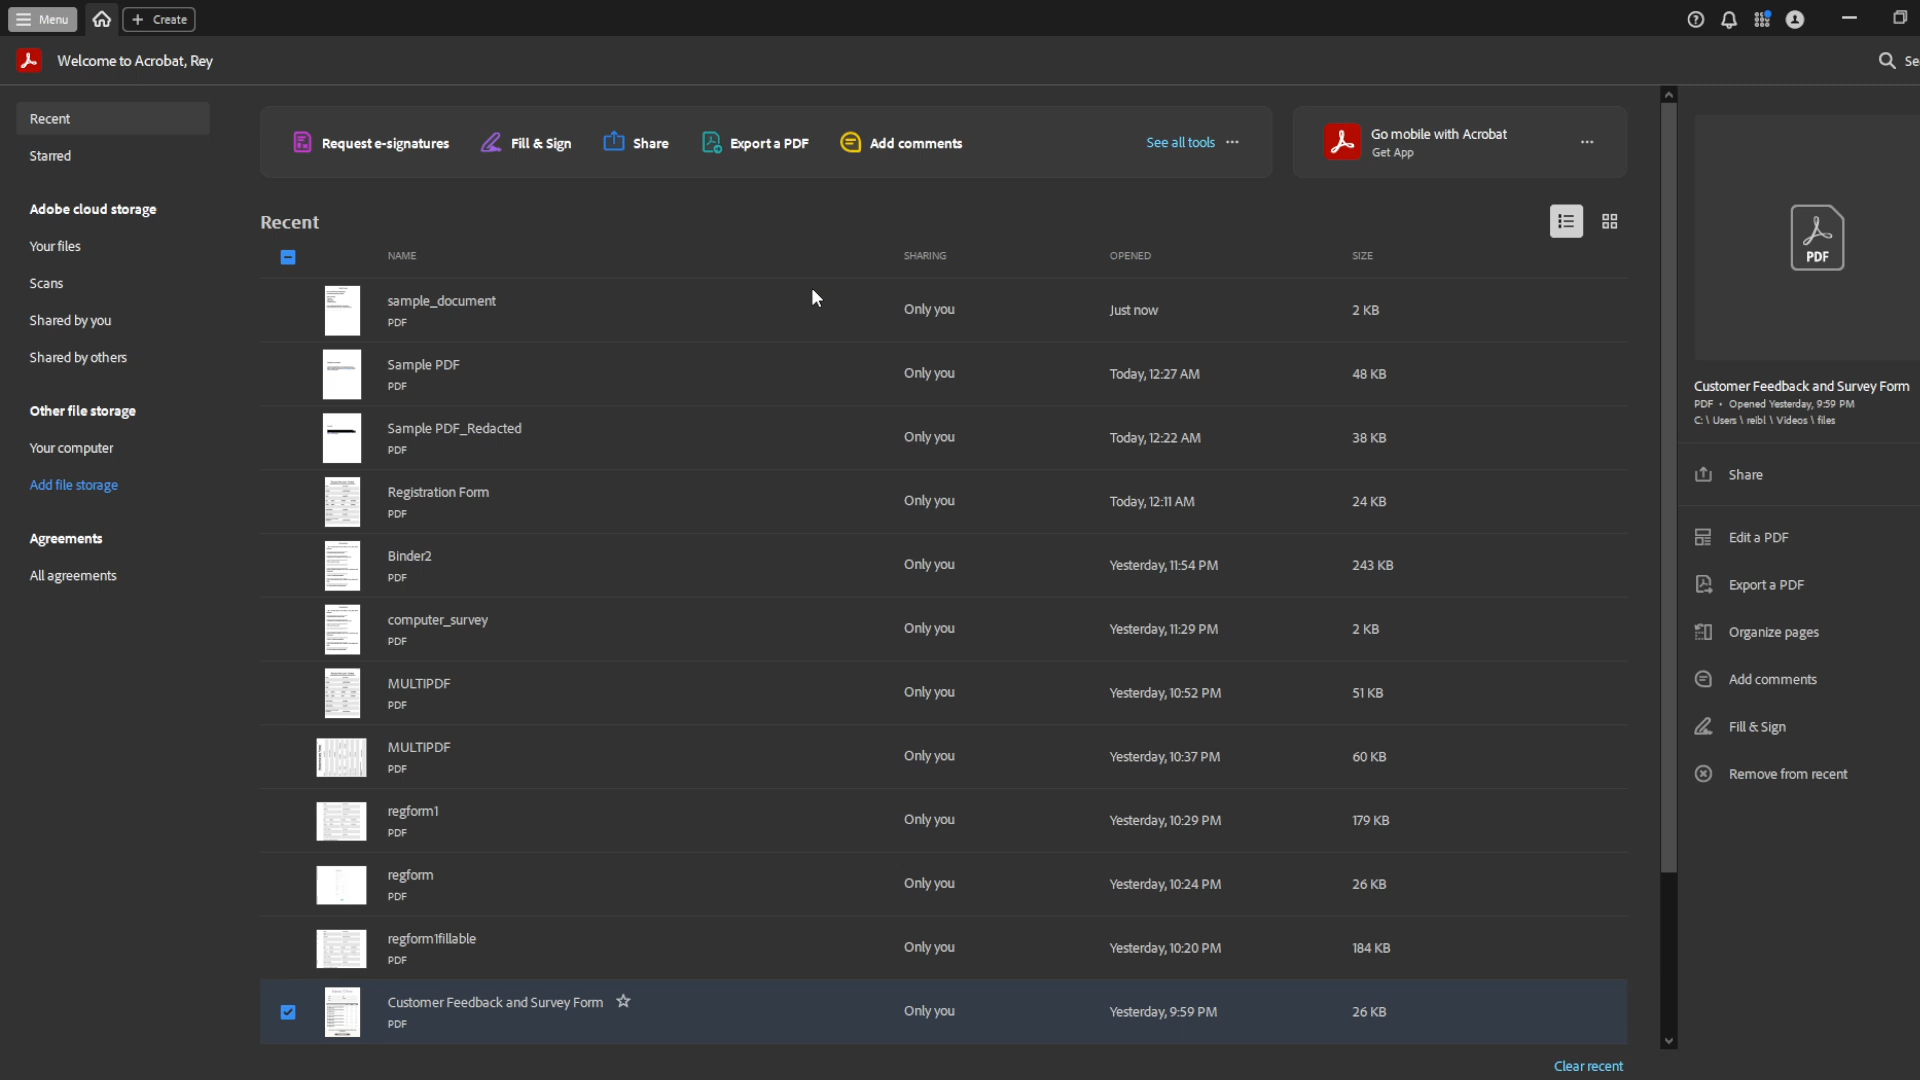 Menu
Create
Welcome to Acrobat, Rey
Recent
Starred
Adobe cloud storage
Your files
Scans
Shared by you
Shared by others
Other file storage
Your computer
Add file storage
Agreements
All agreements
Request e-signatures Fill & Sign Share Export a PDF Add comments See all tools
Go mobile with Acrobat
Get App
Recent
NAME SHARING OPENED SIZE
sample_document Only you Just now 2 KB
PDF
Sample PDF Only you Today, 12:27 AM 48 KB
PDF
Sample PDF_Redacted Only you Today, 12:22 AM 38 KB
PDF
Registration Form Only you Today, 12:11 AM 24 KB
PDF
Binder2 Only you Yesterday, 11:54 PM 243 KB
PDF
computer_survey Only you Yesterday, 11:29 PM 2 KB
PDF
MULTIPDF Only you Yesterday, 10:52 PM 51 KB
PDF
MULTIPDF Only you Yesterday, 10:37 PM 60 KB
PDF
regform1 Only you Yesterday, 10:29 PM 179 KB
PDF
regform Only you Yesterday, 10:24 PM 26 KB
PDF
regform1fillable Only you Yesterday, 10:20 PM 184 KB
PDF
Customer Feedback and Survey Form Only you Yesterday, 9:59 PM 26 KB
PDF
Clear recent
PDF
Customer Feedback and Survey Form
PDF • Opened Yesterday, 9:59 PM
C: \ Users \ reibl \ Videos \ files
Share
Edit a PDF
Export a PDF
Organize pages
Add comments
Fill & Sign
Remove from recent